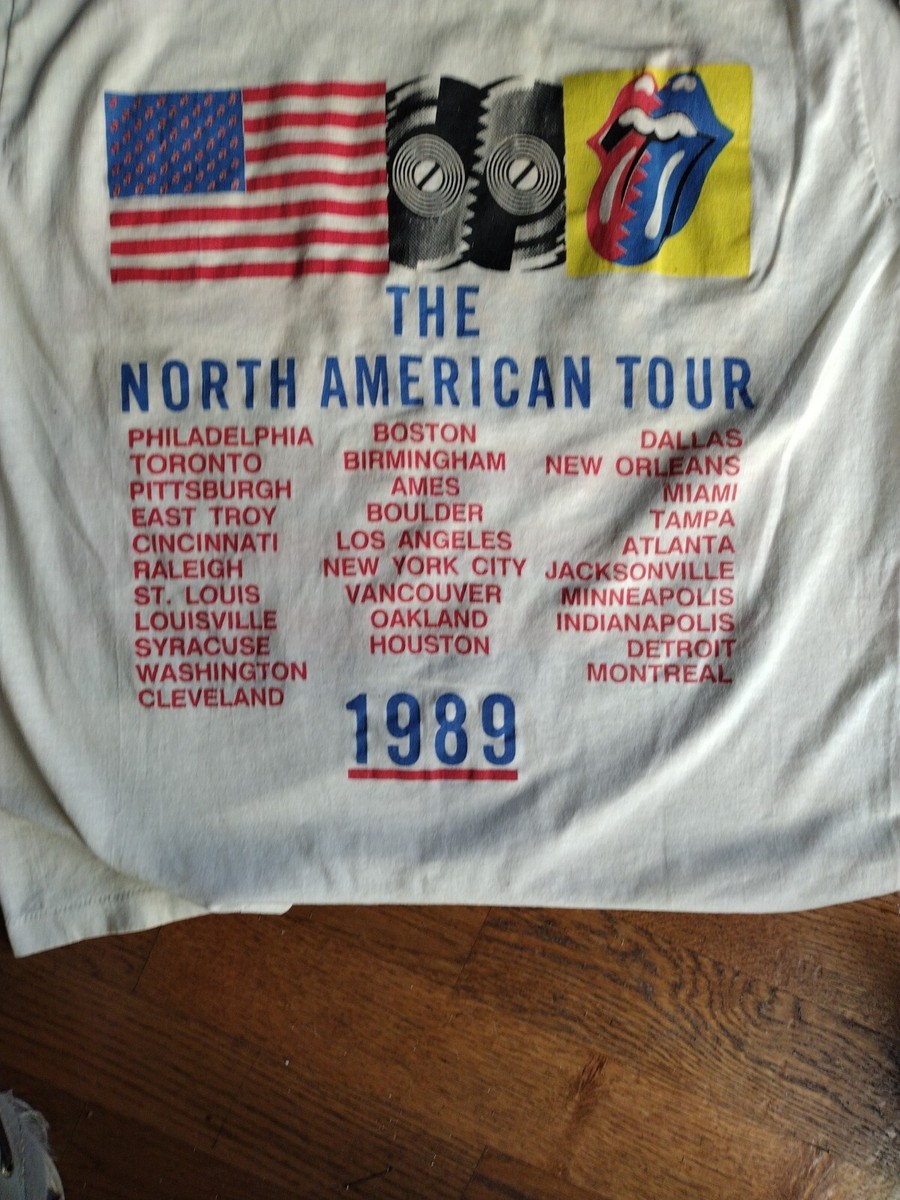 THE
NORTH AMERICAN TOUR
PHILADELPHIA
TORONTO
PITTSBURGH
EAST TROY
CINCINNATI
RALEIGH
ST. LOUIS
LOUISVILLE
SYRACUSE
WASHINGTON
CLEVELAND
BOSTON
BIRMINGHAM
AMES
BOULDER
LOS ANGELES
NEW YORK CITY
VANCOUVER
OAKLAND
HOUSTON
DALLAS
NEW ORLEANS
MIAMI
TAMPA
ATLANTA
JACKSONVILLE
MINNEAPOLIS
INDIANAPOLIS
DETROIT
MONTREAL
1989